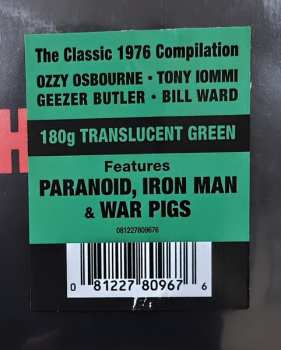 The Classic 1976 Compilation
OZZY OSBOURNE • TONY IOMMI
GEEZER BUTLER • BILL WARD
H
180g TRANSLUCENT GREEN
Features
PARANOID, IRON MAN
& WAR PIGS
081227809676
0 81227 80967 6